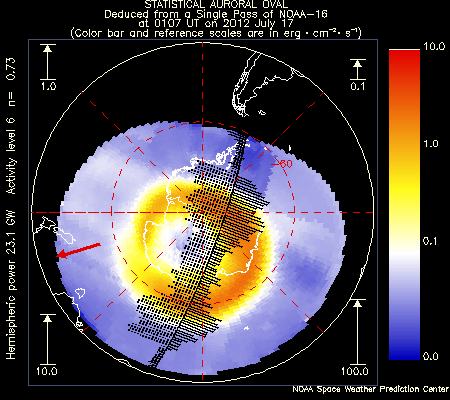 STATISTICAL AURORAL OVAL
Deduced from a Single Pass of NOAA-16
at 0107 UT on 2012 July 17
(Color bar and reference scales are in erg · cm⁻² · s⁻¹)
1.0
0.1
10.0
1.0
0.1
0.0
-60
10.0
100.0
Hemispheric power 23.1 GW Activity level 6 n= 0.73
NOAA Space Weather Prediction Center